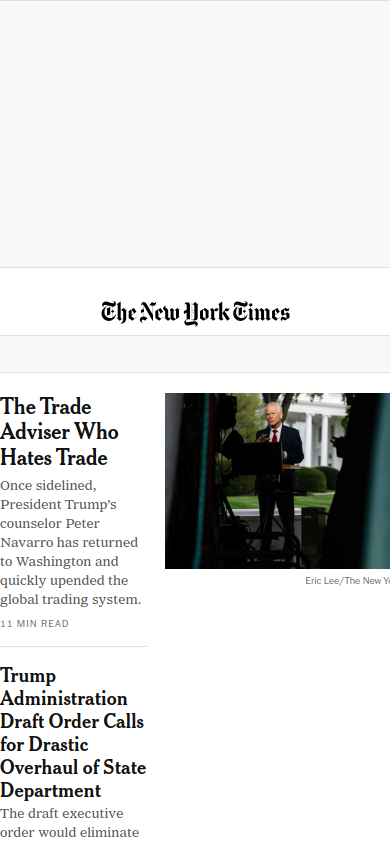 The New York Times
The Trade
Adviser Who
Hates Trade
Once sidelined,
President Trump's
counselor Peter
Navarro has returned
to Washington and
quickly upended the
global trading system.
11 MIN READ
Eric Lee/The New Yo
Trump
Administration
Draft Order Calls
for Drastic
Overhaul of State
Department
The draft executive
order would eliminate